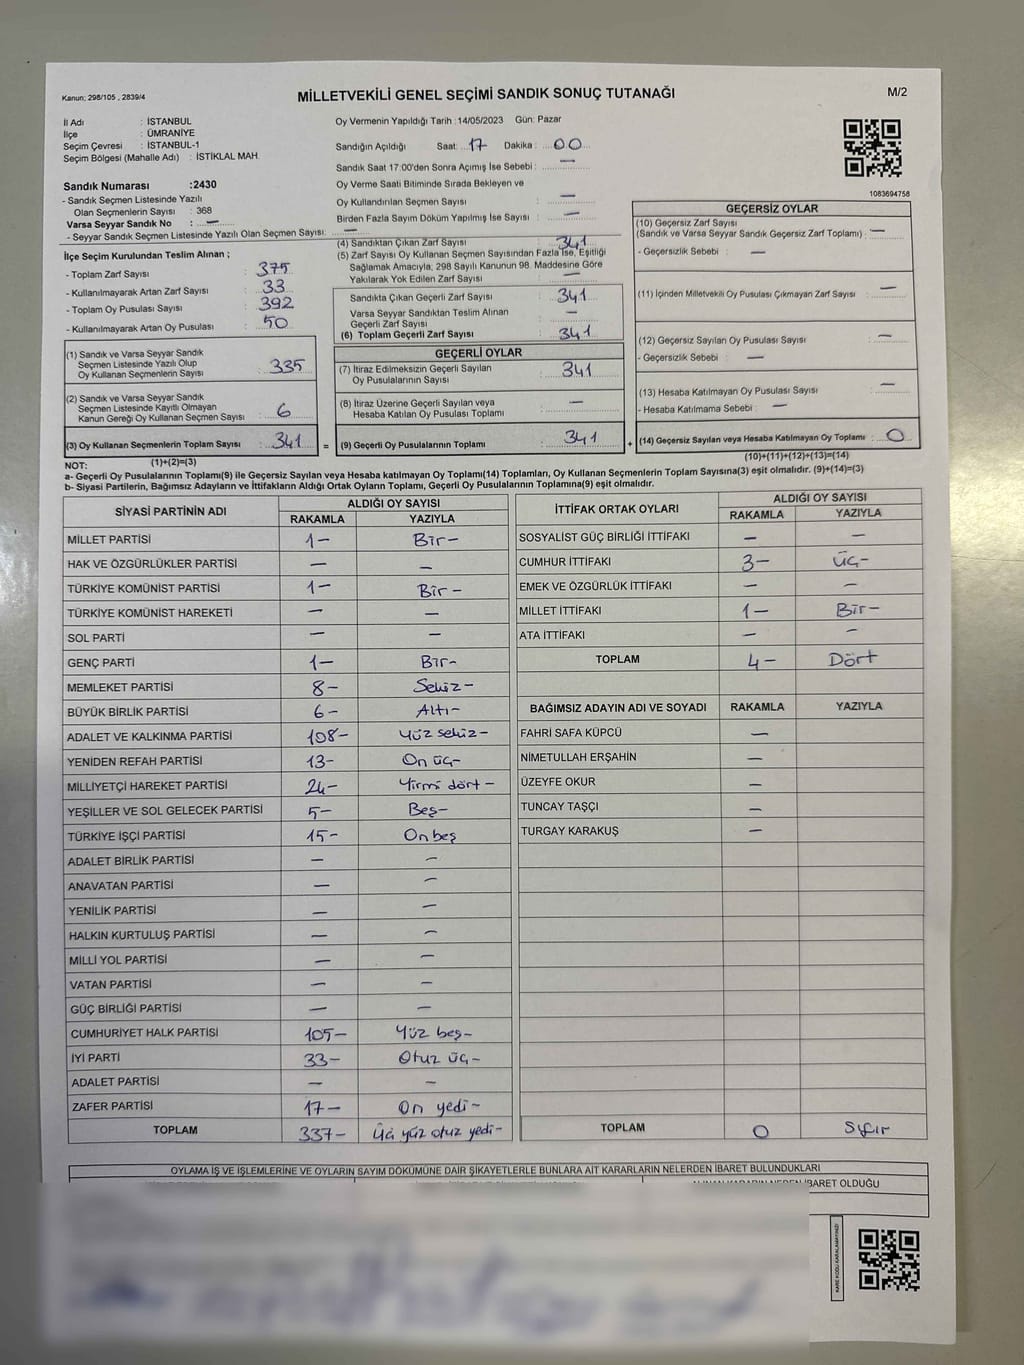 Kanun; 298/105 , 2839/4
MİLLETVEKİLİ GENEL SEÇİMİ SANDIK SONUÇ TUTANAĞI
M/2
İl Adı : İSTANBUL
İlçe : ÜMRANİYE
Seçim Çevresi : İSTANBUL-1
Seçim Bölgesi (Mahalle Adı) : İSTİKLAL MAH.
Sandık Numarası :2430
- Sandık Seçmen Listesinde Yazılı
Olan Seçmenlerin Sayısı : 368
Varsa Seyyar Sandık No : —
- Seyyar Sandık Seçmen Listesinde Yazılı Olan Seçmen Sayısı: —
İlçe Seçim Kurulundan Teslim Alınan ;
- Toplam Zarf Sayısı : 375
- Kullanılmayarak Artan Zarf Sayısı : 33
- Toplam Oy Pusulası Sayısı : 392
- Kullanılmayarak Artan Oy Pusulası : 50
(1) Sandık ve Varsa Seyyar Sandık
Seçmen Listesinde Yazılı Olup
Oy Kullanan Seçmenlerin Sayısı : 335
(2) Sandık ve Varsa Seyyar Sandık
Seçmen Listesinde Kayıtlı Olmayan
Kanun Gereği Oy Kullanan Seçmen Sayısı : 6
(3) Oy Kullanan Seçmenlerin Toplam Sayısı : 341
(1)+(2)=(3)
Oy Vermenin Yapıldığı Tarih :14/05/2023 Gün: Pazar
Sandığın Açıldığı Saat: 17 Dakika : 00
Sandık Saat 17:00'den Sonra Açımış İse Sebebi : —
Oy Verme Saati Bitiminde Sırada Bekleyen ve
Oy Kullandırılan Seçmen Sayısı : —
Birden Fazla Sayım Döküm Yapılmış İse Sayısı : —
(4) Sandıktan Çıkan Zarf Sayısı : 341
(5) Zarf Sayısı Oy Kullanan Seçmen Sayısından Fazla İse, Eşitliği
Sağlamak Amacıyla; 298 Sayılı Kanunun 98. Maddesine Göre
Yakılarak Yok Edilen Zarf Sayısı : —
Sandıkta Çıkan Geçerli Zarf Sayısı : 341
Varsa Seyyar Sandıktan Teslim Alınan
Geçerli Zarf Sayısı : —
(6) Toplam Geçerli Zarf Sayısı : 341
GEÇERLİ OYLAR
(7) İtiraz Edilmeksizin Geçerli Sayılan
Oy Pusulalarının Sayısı : 341
(8) İtiraz Üzerine Geçerli Sayılan veya
Hesaba Katılan Oy Pusulası Toplamı : —
= (9) Geçerli Oy Pusulalarının Toplamı : 341
1083694758
GEÇERSİZ OYLAR
(10) Geçersiz Zarf Sayısı
(Sandık ve Varsa Seyyar Sandık Geçersiz Zarf Toplamı) : —
- Geçersizlik Sebebi : —
(11) İçinden Milletvekili Oy Pusulası Çıkmayan Zarf Sayısı : —
(12) Geçersiz Sayılan Oy Pusulası Sayısı : —
- Geçersizlik Sebebi : —
(13) Hesaba Katılmayan Oy Pusulası Sayısı : —
- Hesaba Katılmama Sebebi : —
+ (14) Geçersiz Sayılan veya Hesaba Katılmayan Oy Toplamı : 0
(10)+(11)+(12)+(13)=(14)
NOT:
a- Geçerli Oy Pusulalarının Toplamı(9) ile Geçersiz Sayılan veya Hesaba katılmayan Oy Toplamı(14) Toplamları, Oy Kullanan Seçmenlerin Toplam Sayısına(3) eşit olmalıdır. (9)+(14)=(3)
b- Siyasi Partilerin, Bağımsız Adayların ve İttifakların Aldığı Ortak Oyların Toplamı, Geçerli Oy Pusulalarının Toplamına(9) eşit olmalıdır.
SİYASİ PARTİNİN ADI ALDIĞI OY SAYISI
RAKAMLA YAZIYLA
MİLLET PARTİSİ 1— Bir—
HAK VE ÖZGÜRLÜKLER PARTİSİ — —
TÜRKİYE KOMÜNİST PARTİSİ 1— Bir—
TÜRKİYE KOMÜNİST HAREKETİ — —
SOL PARTİ — —
GENÇ PARTİ 1— Bir—
MEMLEKET PARTİSİ 8— Sekiz—
BÜYÜK BİRLİK PARTİSİ 6— Altı—
ADALET VE KALKINMA PARTİSİ 108— Yüz sekiz—
YENİDEN REFAH PARTİSİ 13— On üç—
MİLLİYETÇİ HAREKET PARTİSİ 24— Yirmi dört—
YEŞİLLER VE SOL GELECEK PARTİSİ 5— Beş—
TÜRKİYE İŞÇİ PARTİSİ 15— On beş
ADALET BİRLİK PARTİSİ — —
ANAVATAN PARTİSİ — —
YENİLİK PARTİSİ — —
HALKIN KURTULUŞ PARTİSİ — —
MİLLİ YOL PARTİSİ — —
VATAN PARTİSİ — —
GÜÇ BİRLİĞİ PARTİSİ — —
CUMHURİYET HALK PARTİSİ 105— Yüz beş—
İYİ PARTİ 33— Otuz üç—
ADALET PARTİSİ — —
ZAFER PARTİSİ 17— On yedi—
TOPLAM 337— Üç yüz otuz yedi—
İTTİFAK ORTAK OYLARI ALDIĞI OY SAYISI
RAKAMLA YAZIYLA
SOSYALİST GÜÇ BİRLİĞİ İTTİFAKI — —
CUMHUR İTTİFAKI 3— Üç—
EMEK VE ÖZGÜRLÜK İTTİFAKI — —
MİLLET İTTİFAKI 1— Bir—
ATA İTTİFAKI — —
TOPLAM 4— Dört
BAĞIMSIZ ADAYIN ADI VE SOYADI RAKAMLA YAZIYLA
FAHRİ SAFA KÜPCÜ —
NİMETULLAH ERŞAHİN —
ÜZEYFE OKUR —
TUNCAY TAŞÇI —
TURGAY KARAKUŞ —
TOPLAM 0 Sıfır
OYLAMA İŞ VE İŞLEMLERİNE VE OYLARIN SAYIM DÖKÜMÜNE DAİR ŞİKAYETLERLE BUNLARA AİT KARARLARIN NELERDEN İBARET BULUNDUKLARI
İBARET OLDUĞU